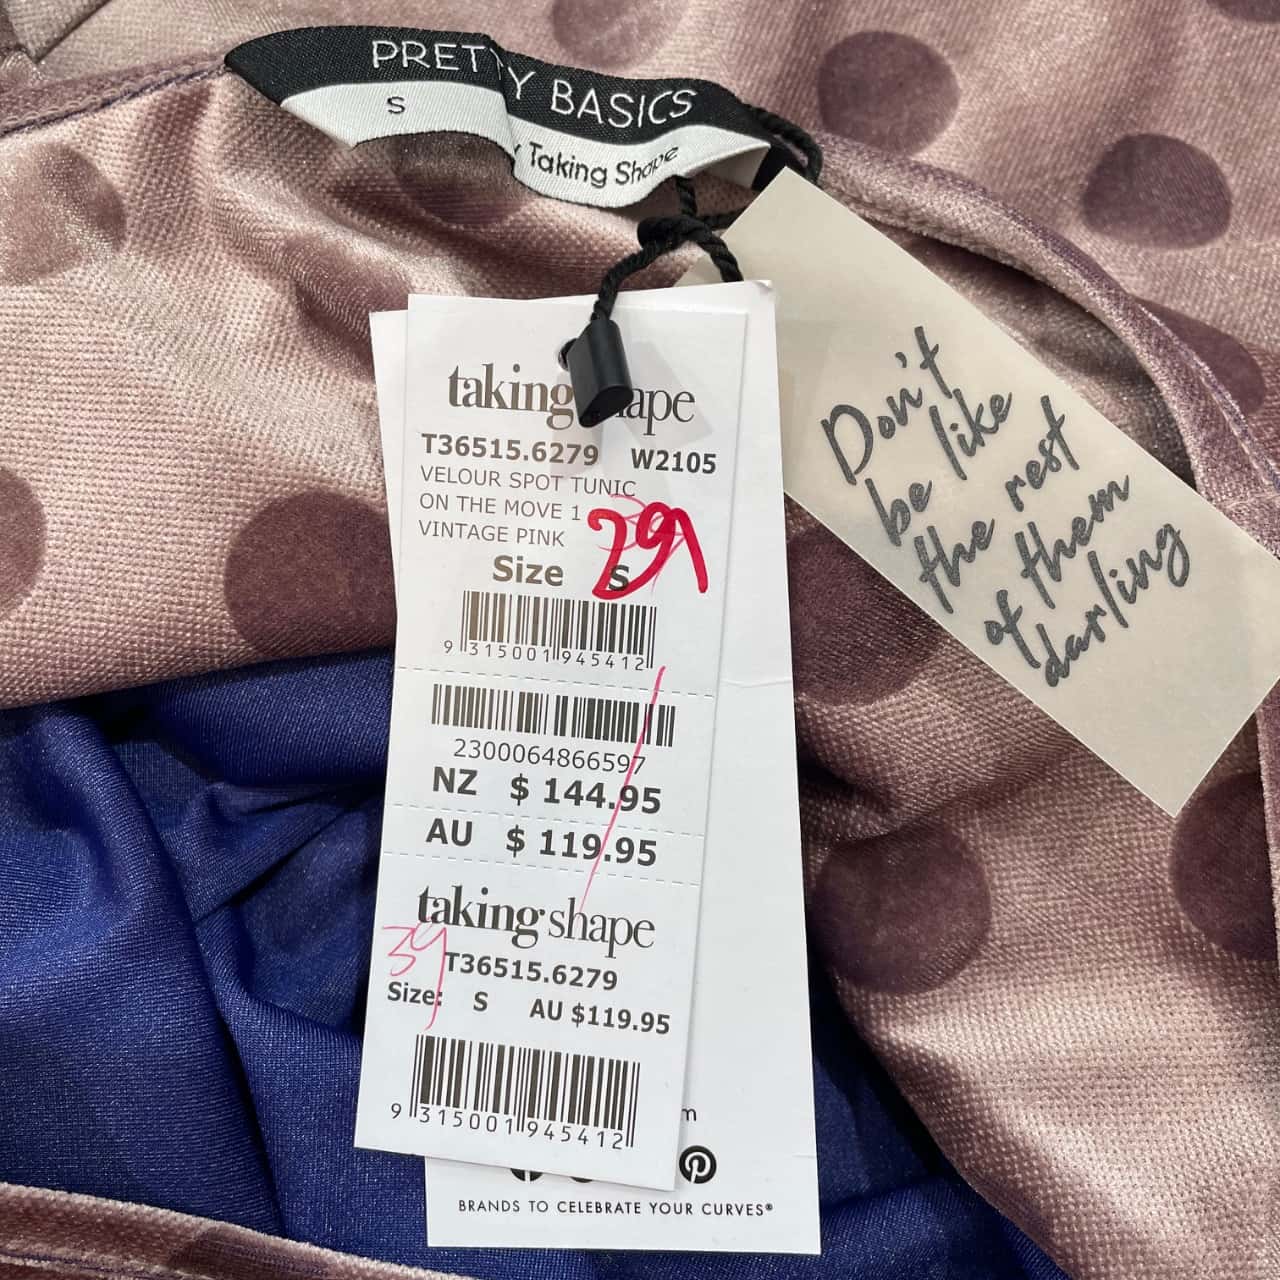 PRETTY BASICS
S
Taking Shape
taking shape
T36515.6279 W2105
VELOUR SPOT TUNIC
ON THE MOVE 1
VINTAGE PINK
29
Size S
9 315001 945412
2300064866597
NZ $ 144.95
AU $ 119.95
taking shape
39
T36515.6279
Size: S AU $119.95
9 315001 945412
BRANDS TO CELEBRATE YOUR CURVES®
Don't
be like
the rest
of them
darling